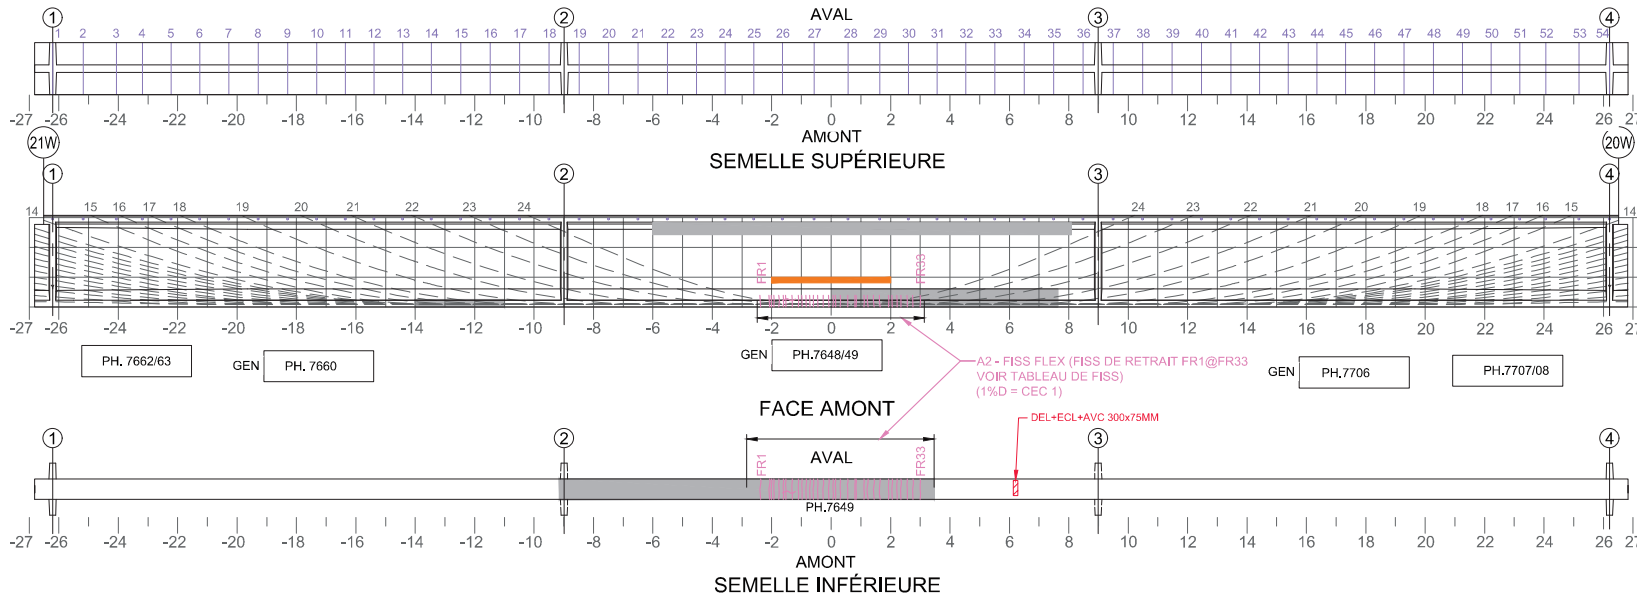 AVAL
1 2 3 4
1 2 3 4 5 6 7 8 9 10 11 12 13 14 15 16 17 18 19 20 21 22 23 24 25 26 27 28 29 30 31 32 33 34 35 36 37 38 39 40 41 42 43 44 45 46 47 48 49 50 51 52 53 54
-27 -26 -24 -22 -20 -18 -16 -14 -12 -10 -8 -6 -4 -2 0 2 4 6 8 10 12 14 16 18 20 22 24 26 27
AMONT
SEMELLE SUPÉRIEURE
21W 20W
1 2 3 4
14 15 16 17 18 19 20 21 22 23 24 24 23 22 21 20 19 18 17 16 15 14
FR1 FR33
-27 -26 -24 -22 -20 -18 -16 -14 -12 -10 -8 -6 -4 -2 0 2 4 6 8 10 12 14 16 18 20 22 24 26 27
PH. 7662/63 GEN PH. 7660 GEN PH.7648/49 GEN PH.7706 PH.7707/08
A2 - FISS FLEX (FISS DE RETRAIT FR1@FR33
VOIR TABLEAU DE FISS)
(1%D = CEC 1)
FACE AMONT
DEL+ECL+AVC 300x75MM
1 2 3 4
AVAL
FR1 FR33
PH.7649
-27 -26 -24 -22 -20 -18 -16 -14 -12 -10 -8 -6 -4 -2 0 2 4 6 8 10 12 14 16 18 20 22 24 26 27
AMONT
SEMELLE INFÉRIEURE